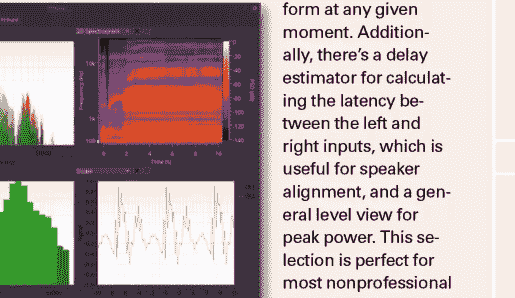 form at any given
moment. Addition-
ally, there's a delay
estimator for calculat-
ing the latency be-
tween the left and
right inputs, which is
useful for speaker
alignment, and a gen-
eral level view for
peak power. This se-
lection is perfect for
most nonprofessional